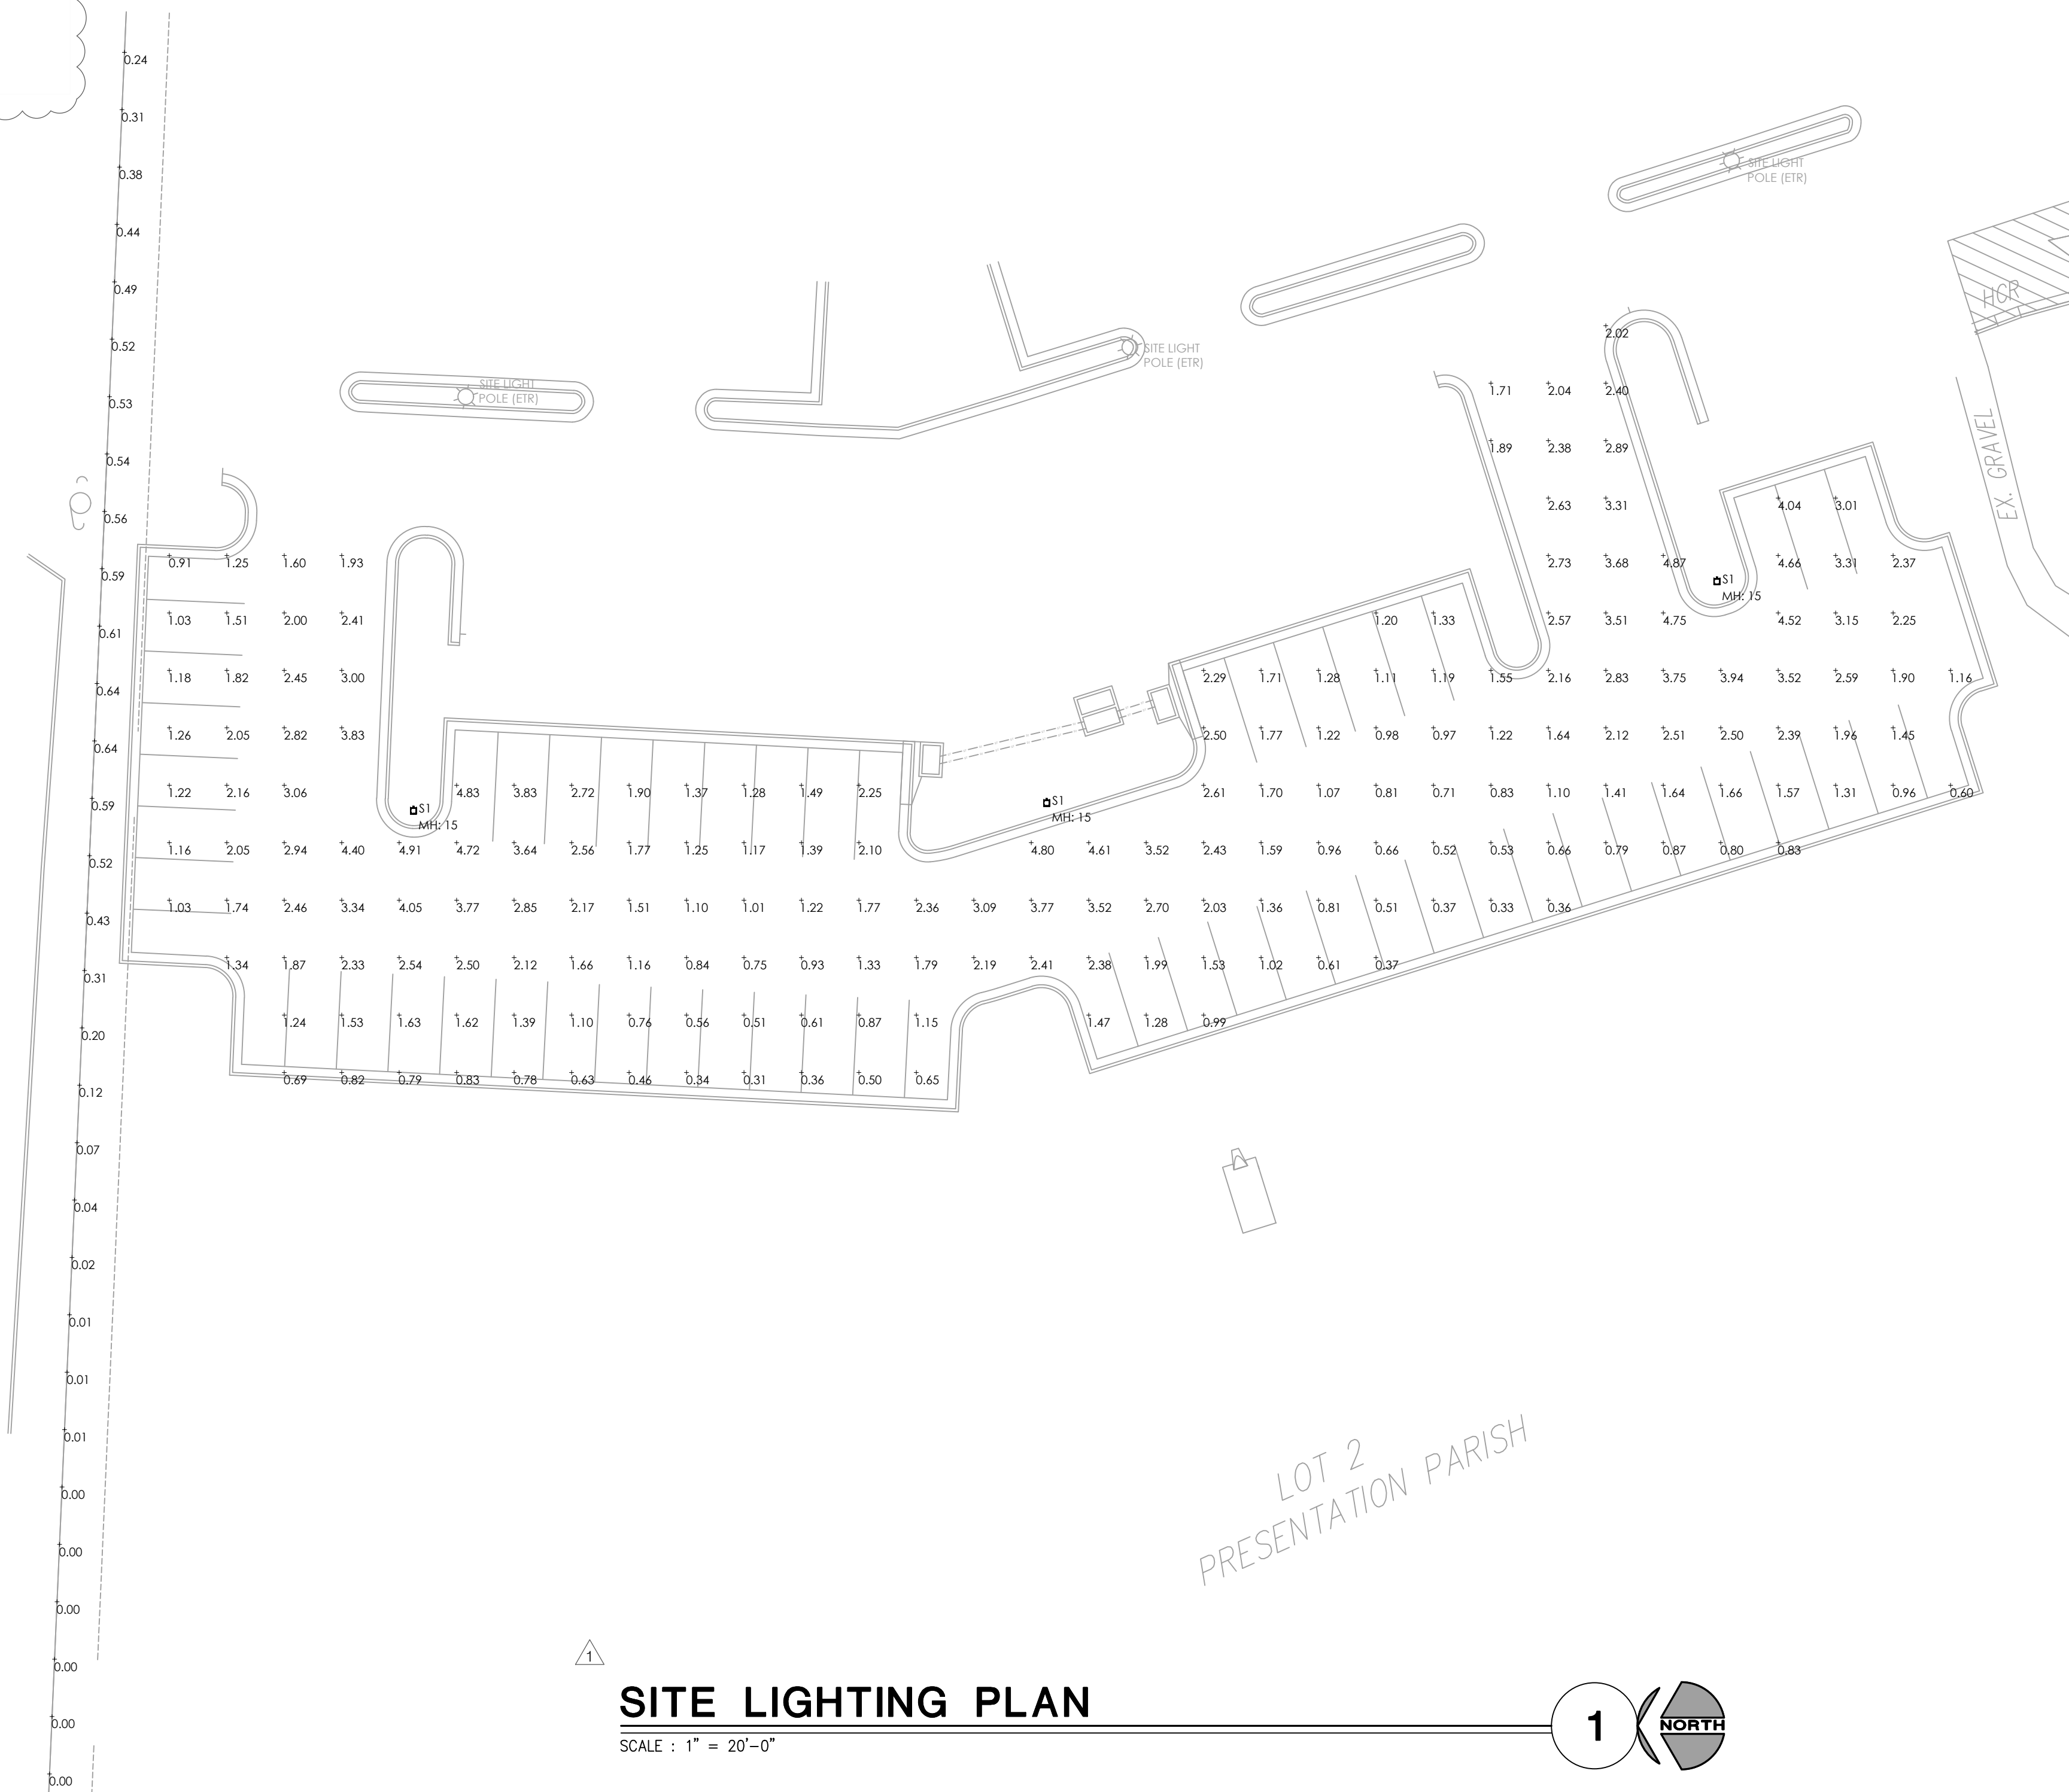 0.24
0.31
SITE LIGHT
POLE (ETR)
0.38
0.44
0.49
HCR
2.02
0.52
SITE LIGHT
POLE (ETR)
SITE LIGHT
POLE (ETR)
0.53
1.71 2.04 2.40
0.54
1.89 2.38 2.89
EX. GRAVEL
0.56
2.63 3.31 4.04 3.01
0.59
0.91 1.25 1.60 1.93 2.73 3.68 4.87 4.66 3.31 2.37
S1
MH: 15
0.61
1.03 1.51 2.00 2.41 1.20 1.33 2.57 3.51 4.75 4.52 3.15 2.25
0.64
1.18 1.82 2.45 3.00 2.29 1.71 1.28 1.11 1.19 1.55 2.16 2.83 3.75 3.94 3.52 2.59 1.90 1.16
0.64
1.26 2.05 2.82 3.83 2.50 1.77 1.22 0.98 0.97 1.22 1.64 2.12 2.51 2.50 2.39 1.96 1.45
0.59
1.22 2.16 3.06 4.83 3.83 2.72 1.90 1.37 1.28 1.49 2.25 2.61 1.70 1.07 0.81 0.71 0.83 1.10 1.41 1.64 1.66 1.57 1.31 0.96 0.60
S1
MH: 15
S1
MH: 15
0.52
1.16 2.05 2.94 4.40 4.91 4.72 3.64 2.56 1.77 1.25 1.17 1.39 2.10 4.80 4.61 3.52 2.43 1.59 0.96 0.66 0.52 0.53 0.66 0.79 0.87 0.80 0.83
0.43
1.03 1.74 2.46 3.34 4.05 3.77 2.85 2.17 1.51 1.10 1.01 1.22 1.77 2.36 3.09 3.77 3.52 2.70 2.03 1.36 0.81 0.51 0.37 0.33 0.36
0.31
1.34 1.87 2.33 2.54 2.50 2.12 1.66 1.16 0.84 0.75 0.93 1.33 1.79 2.19 2.41 2.38 1.99 1.53 1.02 0.61 0.37
0.20
1.24 1.53 1.63 1.62 1.39 1.10 0.76 0.56 0.51 0.61 0.87 1.15 1.47 1.28 0.99
0.12
0.69 0.82 0.79 0.83 0.78 0.63 0.46 0.34 0.31 0.36 0.50 0.65
0.07
0.04
0.02
0.01
0.01
0.01
0.00
0.00
0.00
0.00
0.00
0.00
LOT 2
PRESENTATION PARISH
1
SITE LIGHTING PLAN
SCALE : 1" = 20'-0"
1
NORTH